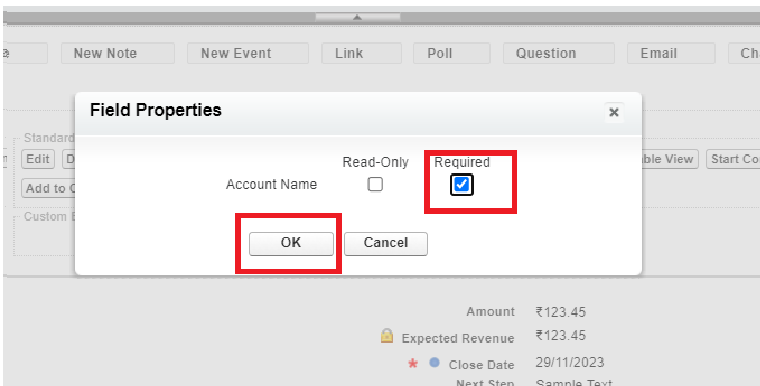 New Note New Event Link Poll Question Email Ch
Field Properties
Standard
Read-Only Required
Edit D ble View Start Co
Account Name
Add to C
Custom B
OK Cancel
Amount ₹123.45
Expected Revenue ₹123.45
* Close Date 29/11/2023
Next Step Sample Text